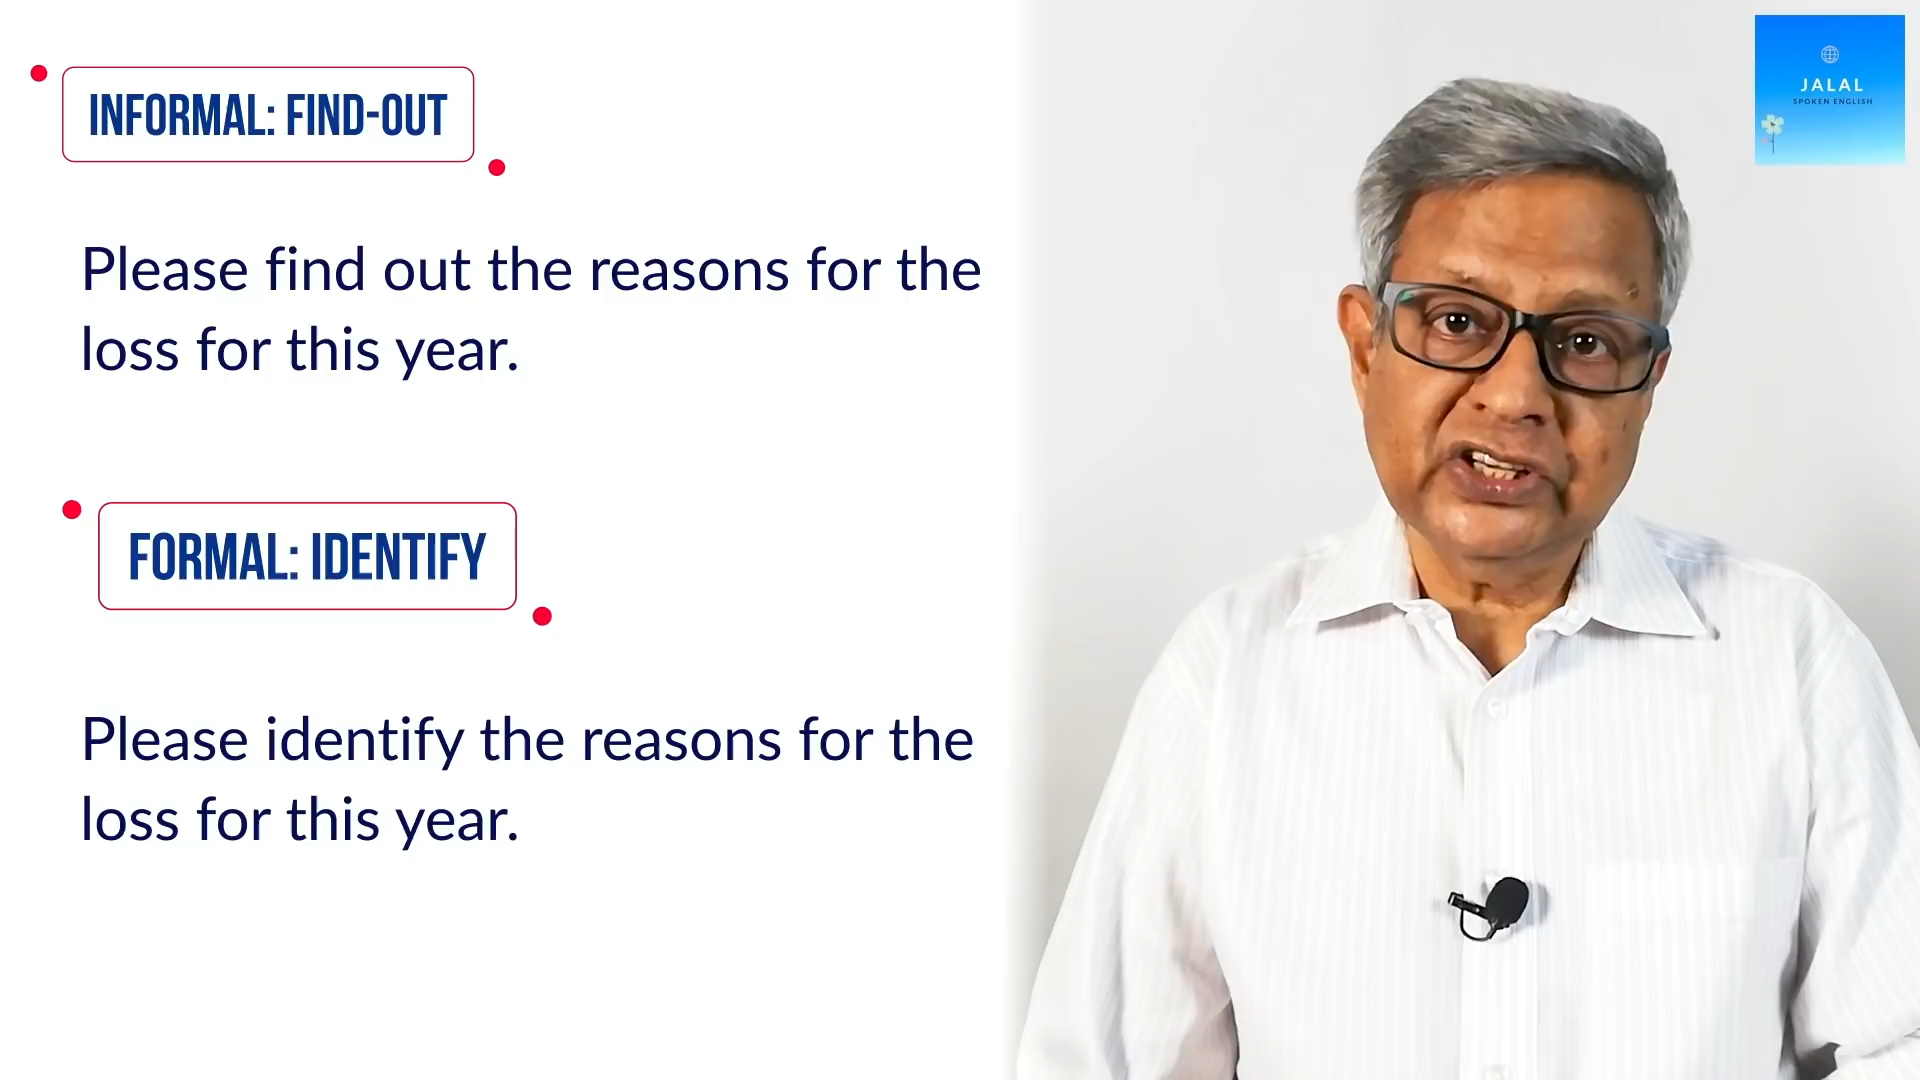 INFORMAL: FIND-OUT
Please find out the reasons for the
loss for this year.
FORMAL: IDENTIFY
Please identify the reasons for the
loss for this year.
JALAL
SPOKEN ENGLISH